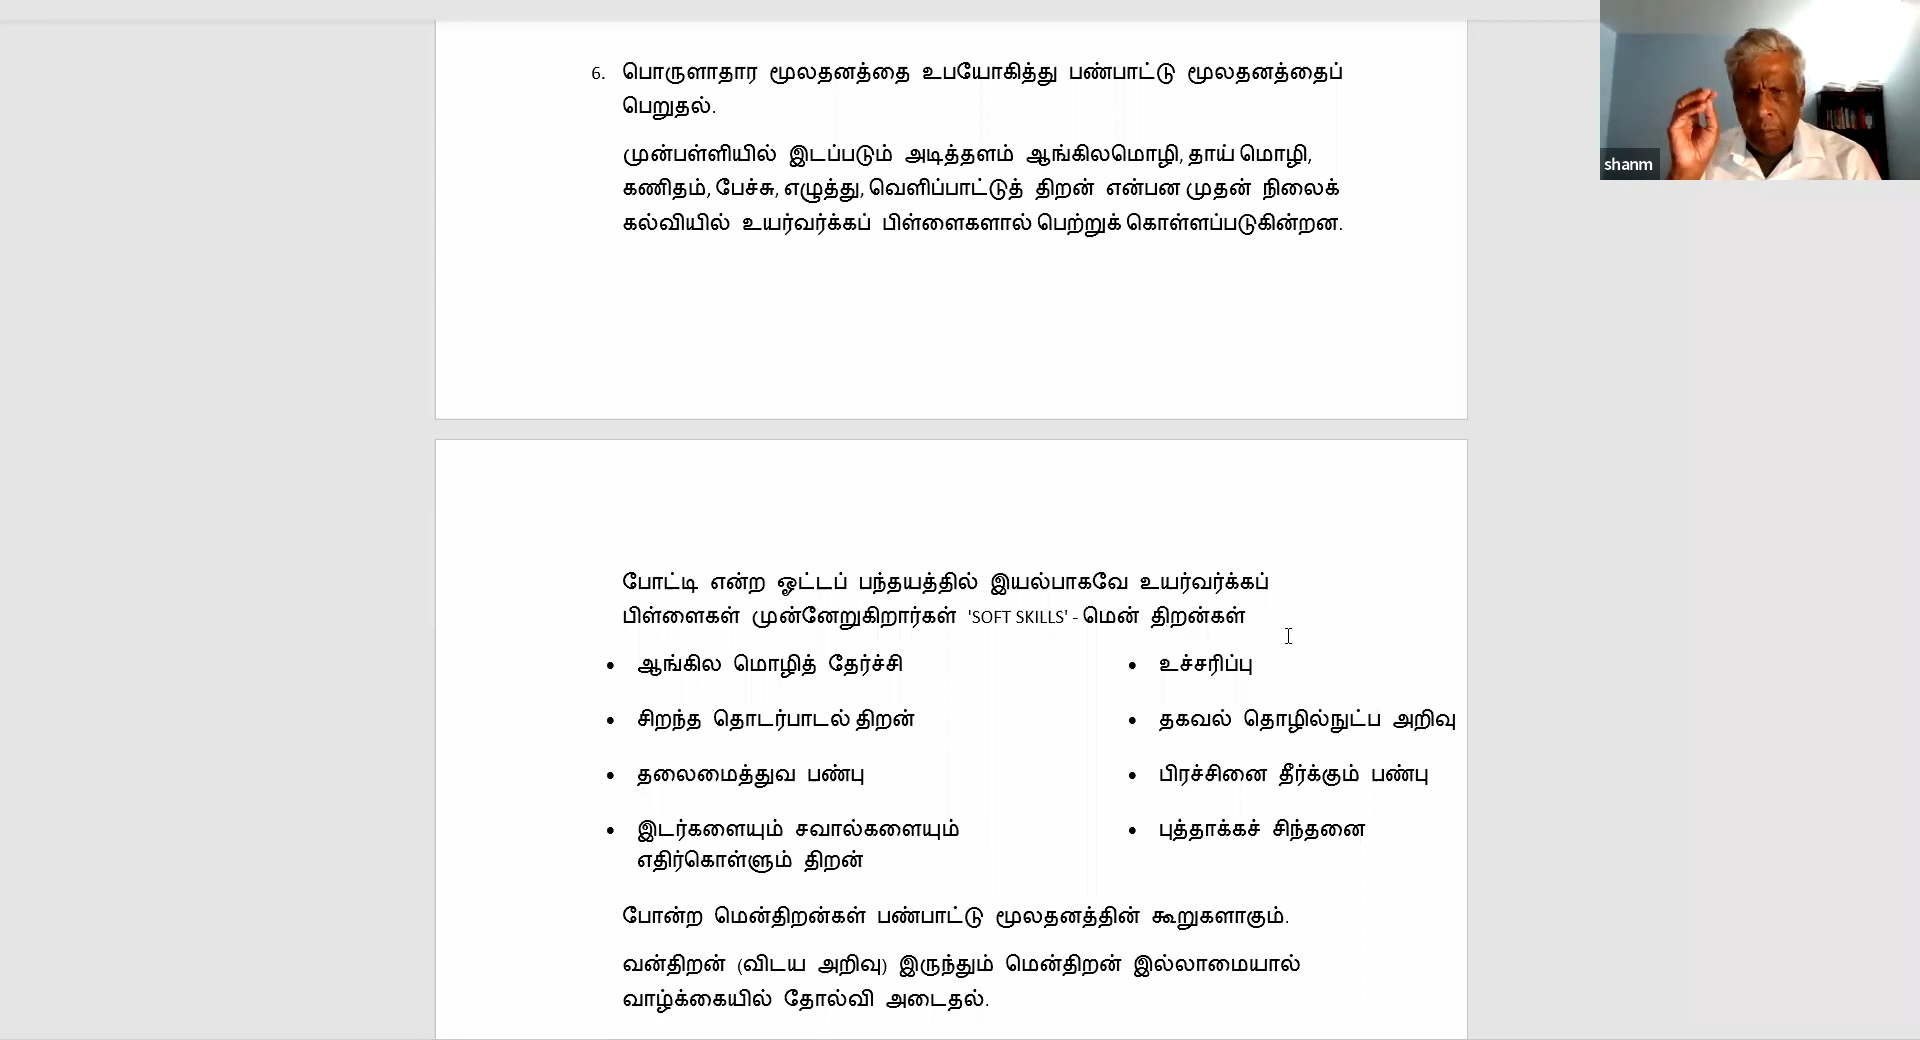 6. பொருளாதார மூலதனத்தை உபயோகித்து பண்பாட்டு மூலதனத்தைப்
பெறுதல்.
முன்பள்ளியில் இடப்படும் அடித்தளம் ஆங்கிலமொழி, தாய் மொழி,
கணிதம், பேச்சு, எழுத்து, வெளிப்பாட்டுத் திறன் என்பன முதன் நிலைக்
கல்வியில் உயர்வர்க்கப் பிள்ளைகளால் பெற்றுக் கொள்ளப்படுகின்றன.
shanm
போட்டி என்ற ஓட்டப் பந்தயத்தில் இயல்பாகவே உயர்வர்க்கப்
பிள்ளைகள் முன்னேறுகிறார்கள் 'SOFT SKILLS' - மென் திறன்கள்
• ஆங்கில மொழித் தேர்ச்சி
• சிறந்த தொடர்பாடல் திறன்
• தலைமைத்துவ பண்பு
• இடர்களையும் சவால்களையும்
எதிர்கொள்ளும் திறன்
• உச்சரிப்பு
• தகவல் தொழில்நுட்ப அறிவு
• பிரச்சினை தீர்க்கும் பண்பு
• புத்தாக்கச் சிந்தனை
போன்ற மென்திறன்கள் பண்பாட்டு மூலதனத்தின் கூறுகளாகும்.
வன்திறன் (விடய அறிவு) இருந்தும் மென்திறன் இல்லாமையால்
வாழ்க்கையில் தோல்வி அடைதல்.